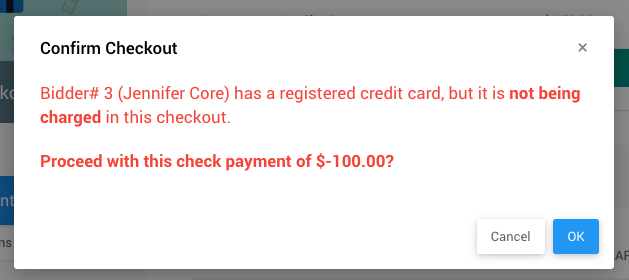 Confirm Checkout
×
Bidder# 3 (Jennifer Core) has a registered credit card, but it is not being
charged in this checkout.
Proceed with this check payment of $-100.00?
Cancel
OK